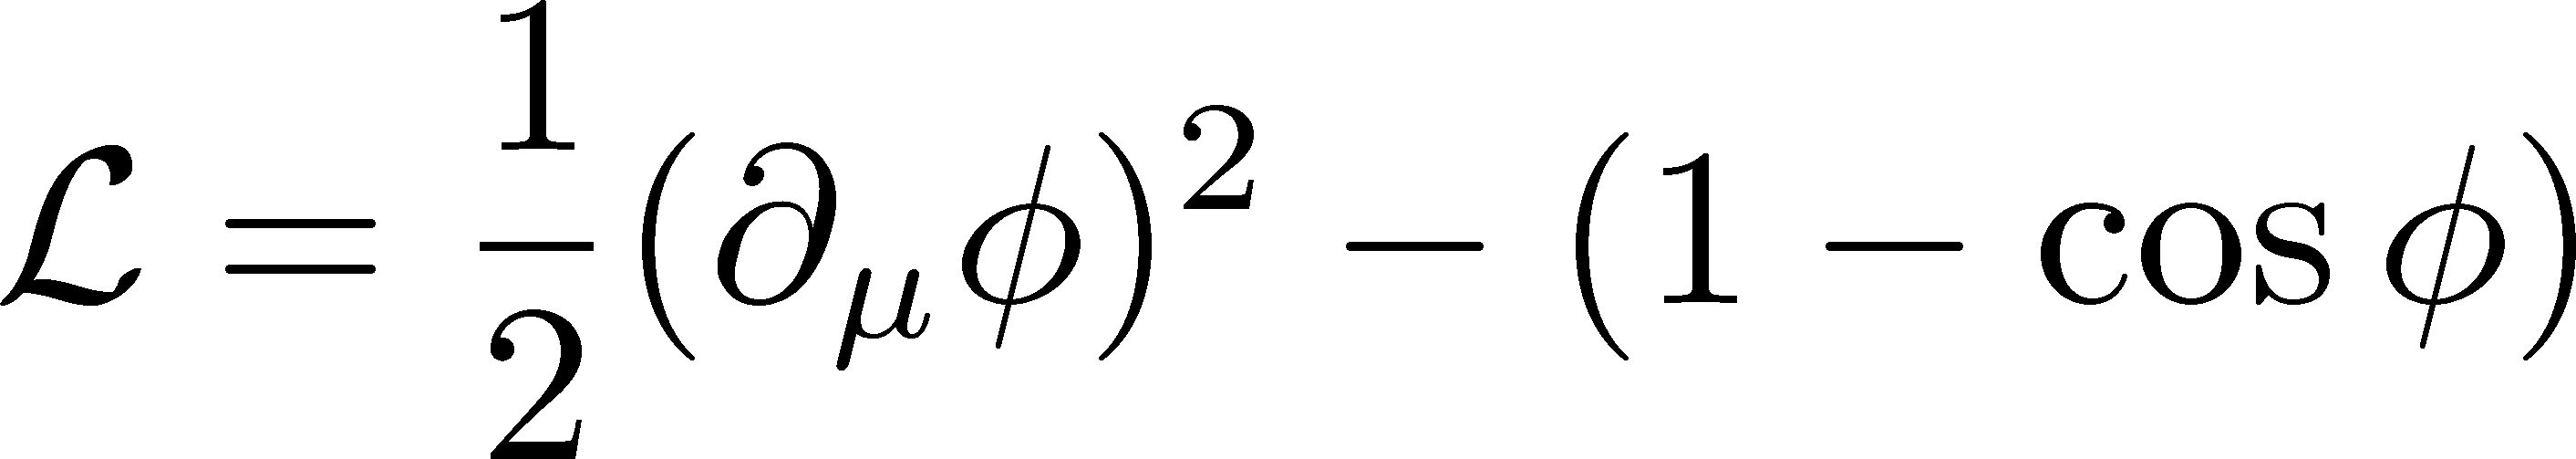 ℒ = 1/2 (∂_μ ϕ)² − (1 − cos ϕ)